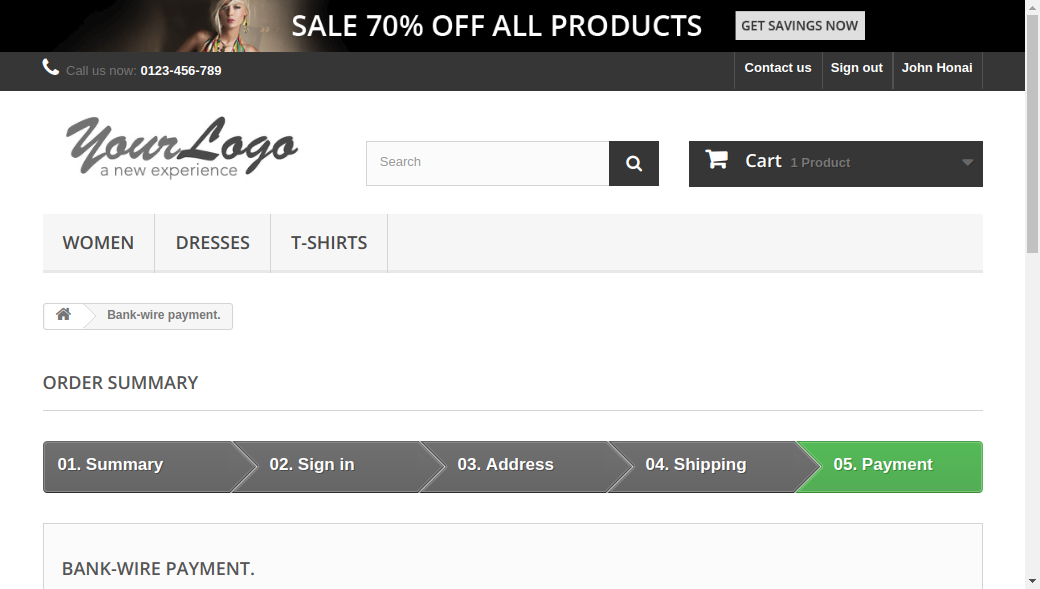 SALE 70% OFF ALL PRODUCTS GET SAVINGS NOW
Call us now: 0123-456-789 Contact us Sign out John Honai
YourLogo
a new experience
Search
Cart 1 Product
WOMEN DRESSES T-SHIRTS
Bank-wire payment.
ORDER SUMMARY
01. Summary 02. Sign in 03. Address 04. Shipping 05. Payment
BANK-WIRE PAYMENT.